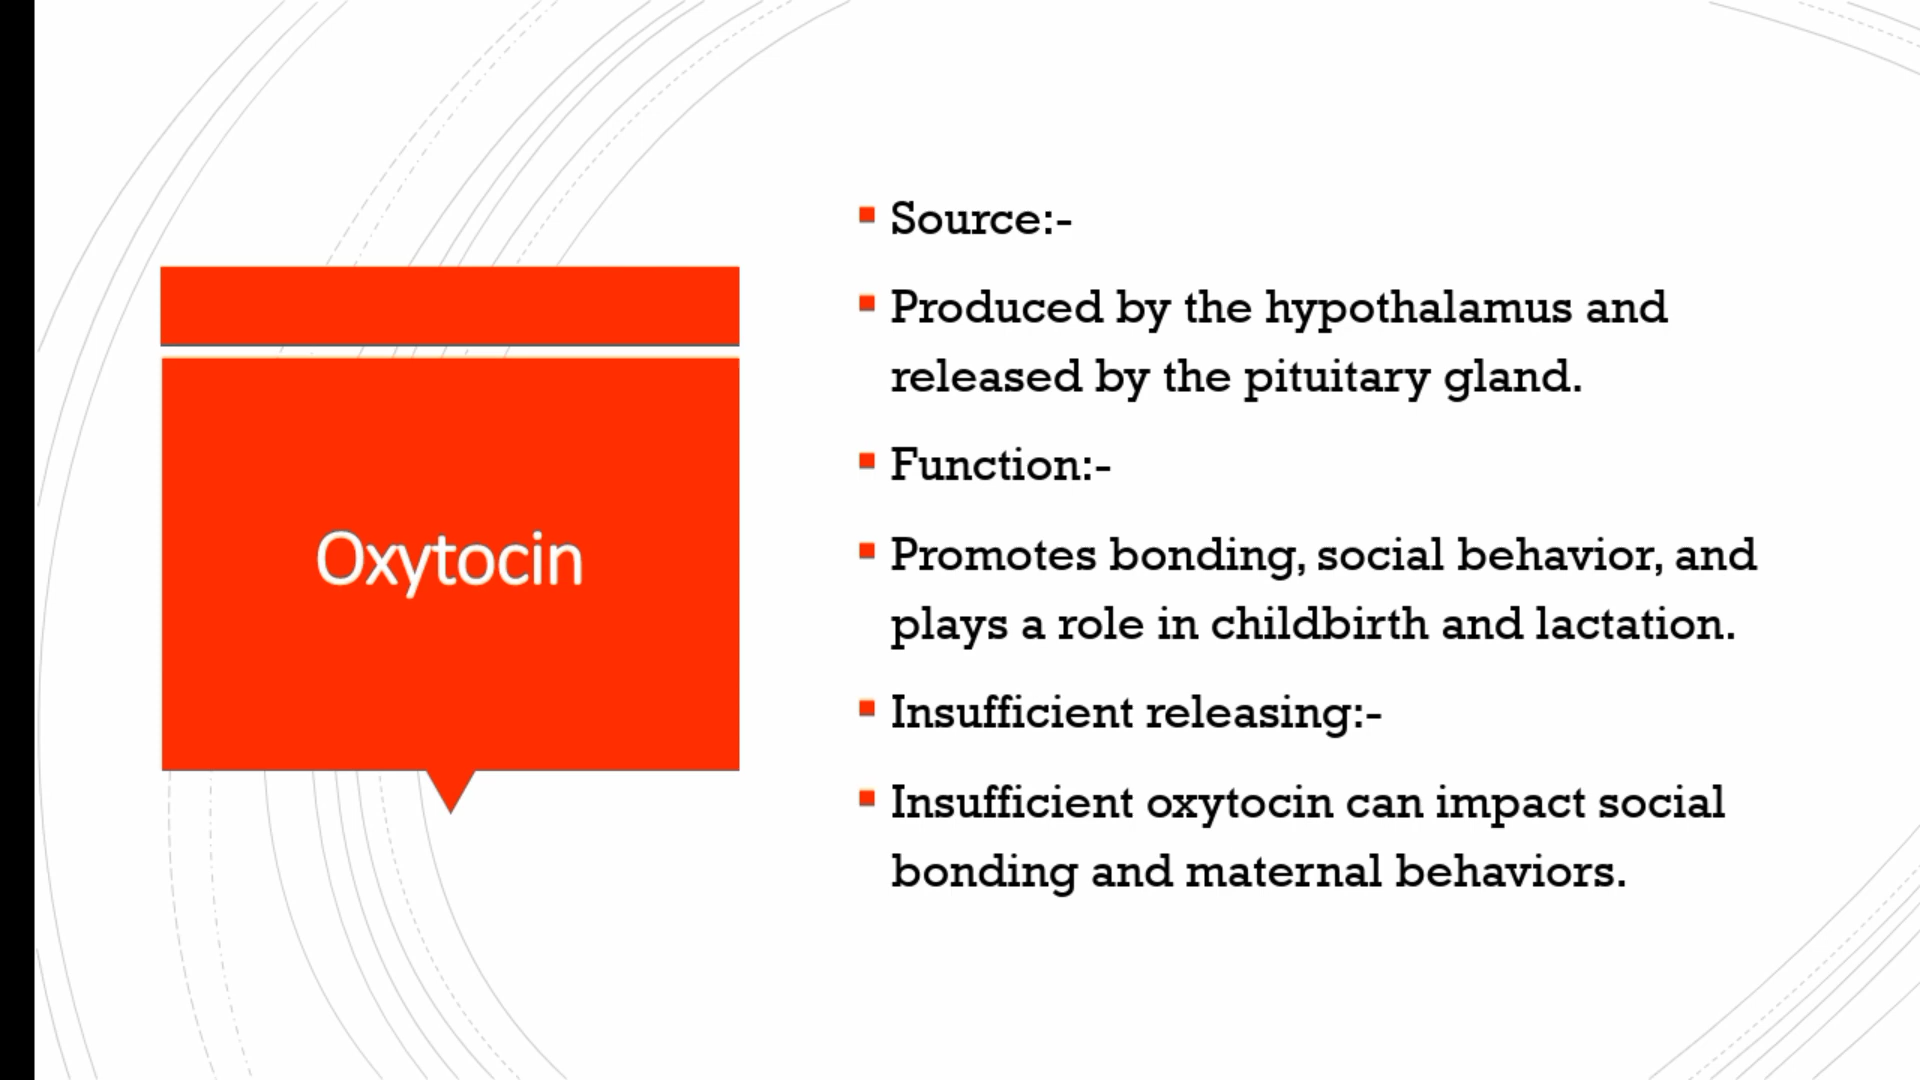 Oxytocin
Source:-
Produced by the hypothalamus and
released by the pituitary gland.
Function:-
Promotes bonding, social behavior, and
plays a role in childbirth and lactation.
Insufficient releasing:-
Insufficient oxytocin can impact social
bonding and maternal behaviors.